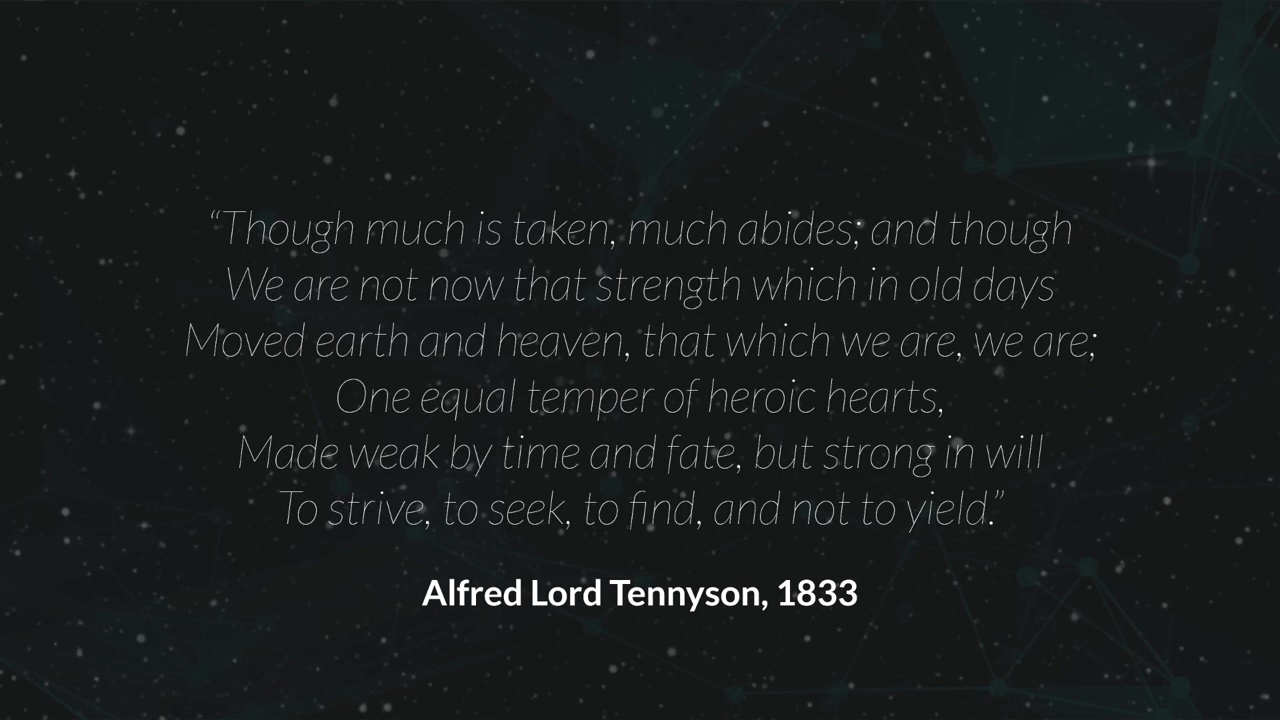 “Though much is taken, much abides; and though
We are not now that strength which in old days
Moved earth and heaven, that which we are, we are;
One equal temper of heroic hearts,
Made weak by time and fate, but strong in will
To strive, to seek, to find, and not to yield.”
Alfred Lord Tennyson, 1833